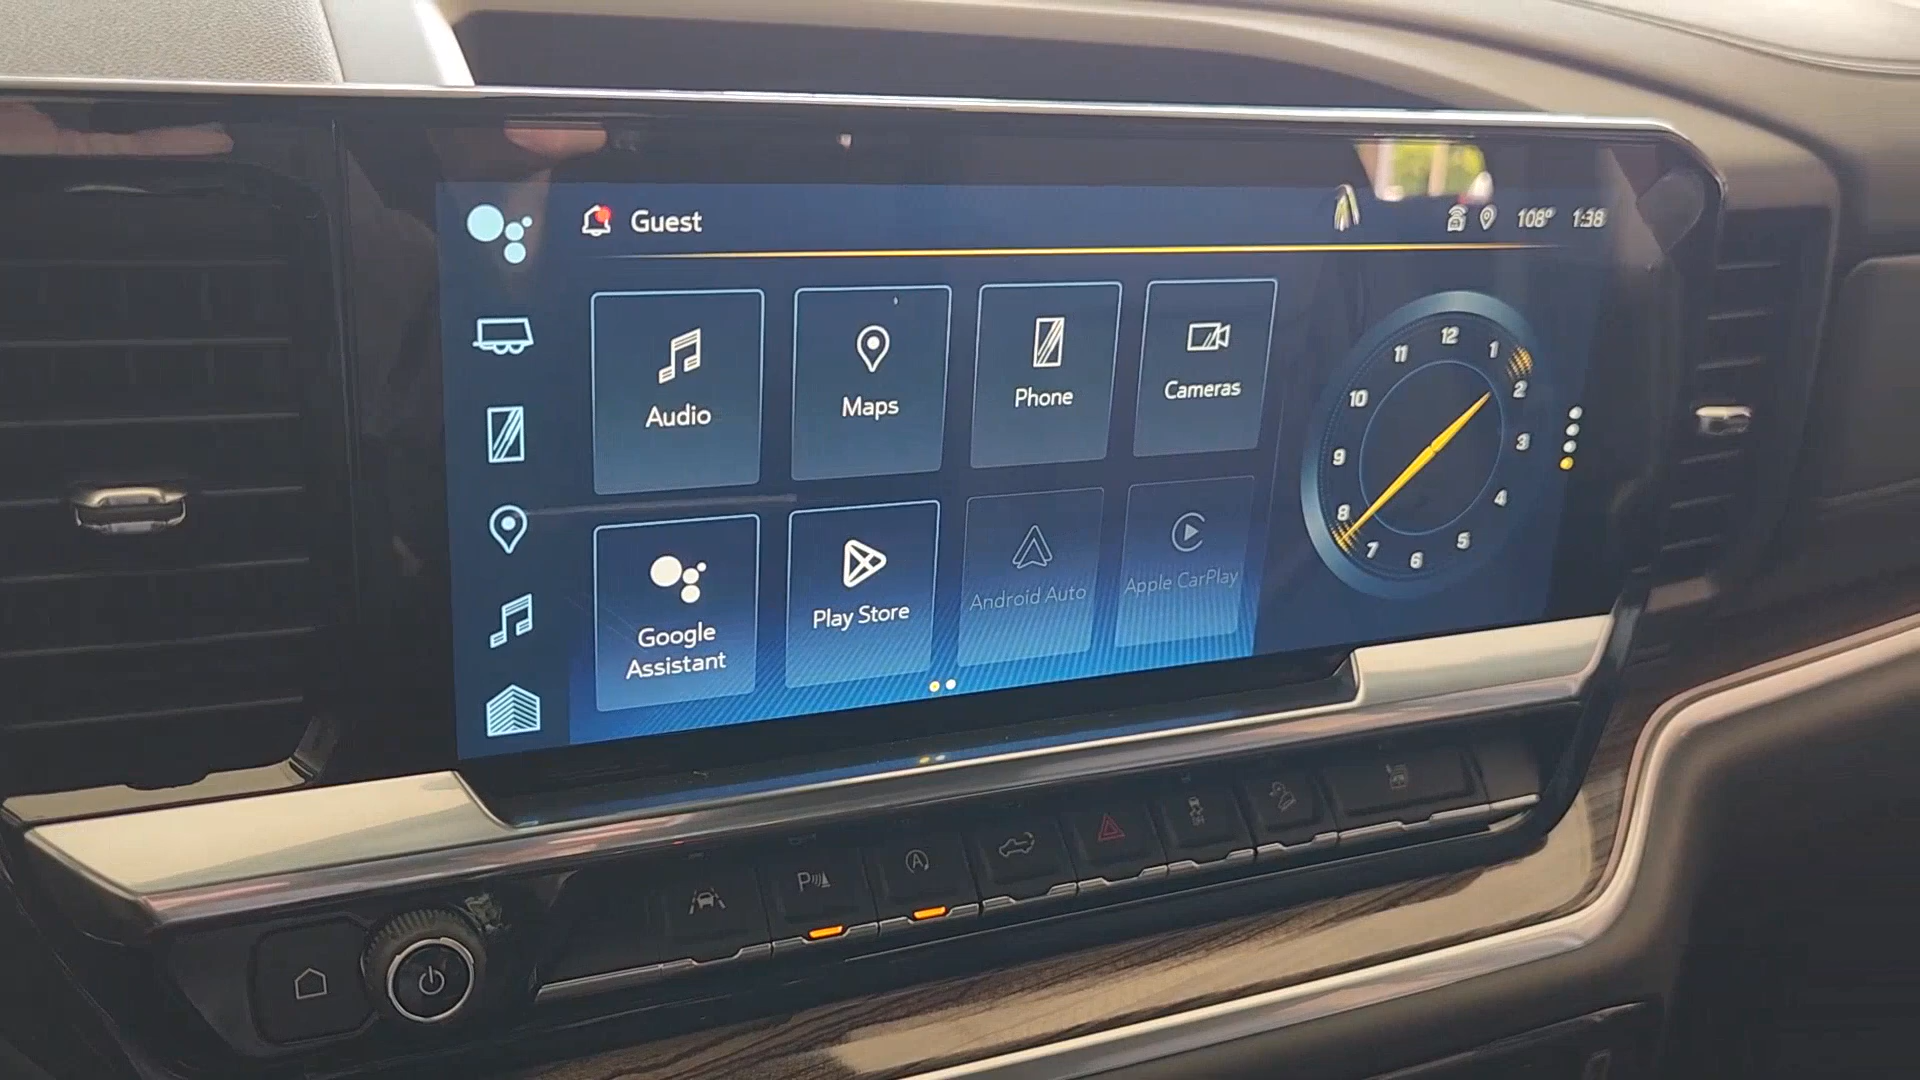 Guest
108° 1:38
Audio
Maps
Phone
Cameras
Google
Assistant
Play Store
Android Auto
Apple CarPlay
12
1
2
3
4
5
6
7
8
9
10
11
P
A